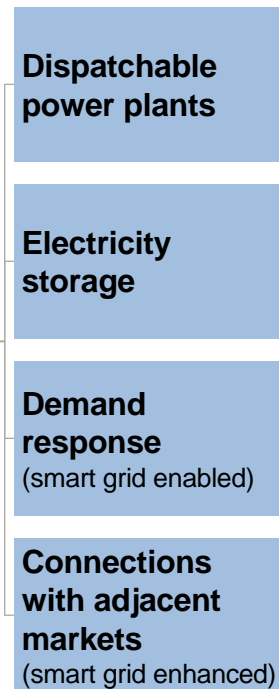 Dispatchable
power plants
Electricity
storage
Demand
response
(smart grid enabled)
Connections
with adjacent
markets
(smart grid enhanced)